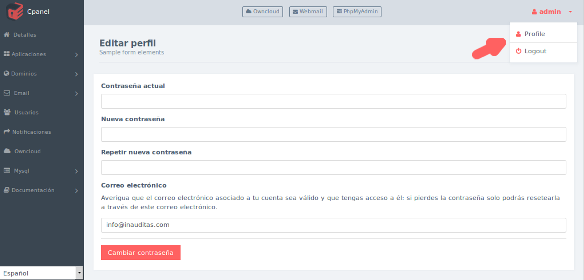 Cpanel
Owncloud
Webmail
PhpMyAdmin
admin
Profile
Logout
Detalles
Aplicaciones
Dominios
Email
Usuarios
Notificaciones
Owncloud
Mysql
Documentación
Español
Editar perfil
Sample form elements
Contraseña actual
Nueva contrasena
Repetir nueva contrasena
Correo electrónico
Averigua que el correo electrónico asociado a tu cuenta sea válido y que tengas acceso a él: si pierdes la contraseña solo podrás resetearla
a través de este correo electrónico.
info@inauditas.com
Cambiar contraseña